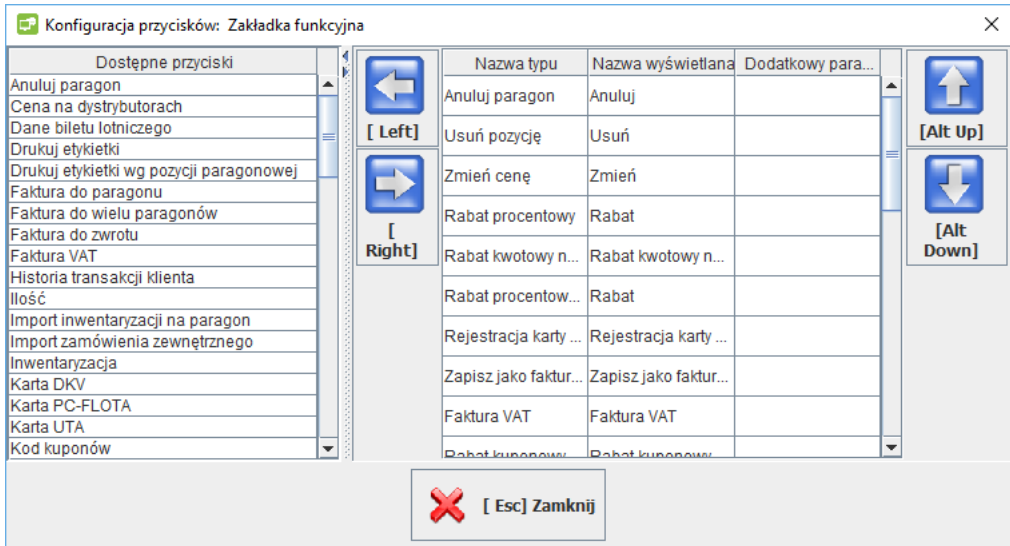 Konfiguracja przycisków: Zakładka funkcyjna
Dostępne przyciski
Anuluj paragon
Cena na dystrybutorach
Dane biletu lotniczego
Drukuj etykietki
Drukuj etykietki wg pozycji paragonowej
Faktura do paragonu
Faktura do wielu paragonów
Faktura do zwrotu
Faktura VAT
Historia transakcji klienta
Ilość
Import inwentaryzacji na paragon
Import zamówienia zewnętrznego
Inwentaryzacja
Karta DKV
Karta PC-FLOTA
Karta UTA
Kod kuponów
[ Left]
[
Right]
Nazwa typu Nazwa wyświetlana Dodatkowy para...
Anuluj paragon Anuluj
Usuń pozycję Usuń
Zmień cenę Zmień
Rabat procentowy Rabat
Rabat kwotowy n... Rabat kwotowy n...
Rabat procentow... Rabat
Rejestracja karty ... Rejestracja karty ...
Zapisz jako faktur... Zapisz jako faktur...
Faktura VAT Faktura VAT
Rabat kuponowy Rabat kuponowy
[Alt Up]
[Alt
Down]
[ Esc] Zamknij